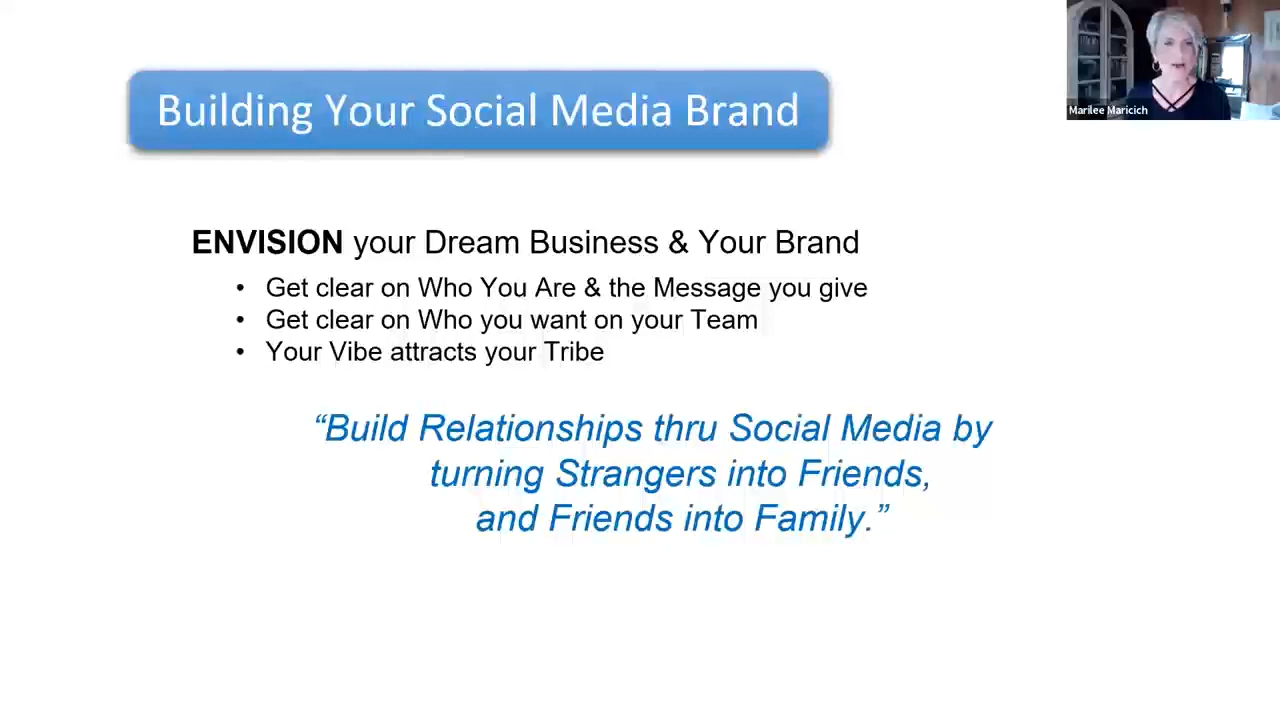 Building Your Social Media Brand
Marilee Maricich
ENVISION your Dream Business & Your Brand
• Get clear on Who You Are & the Message you give
• Get clear on Who you want on your Team
• Your Vibe attracts your Tribe
“Build Relationships thru Social Media by
turning Strangers into Friends,
and Friends into Family.”